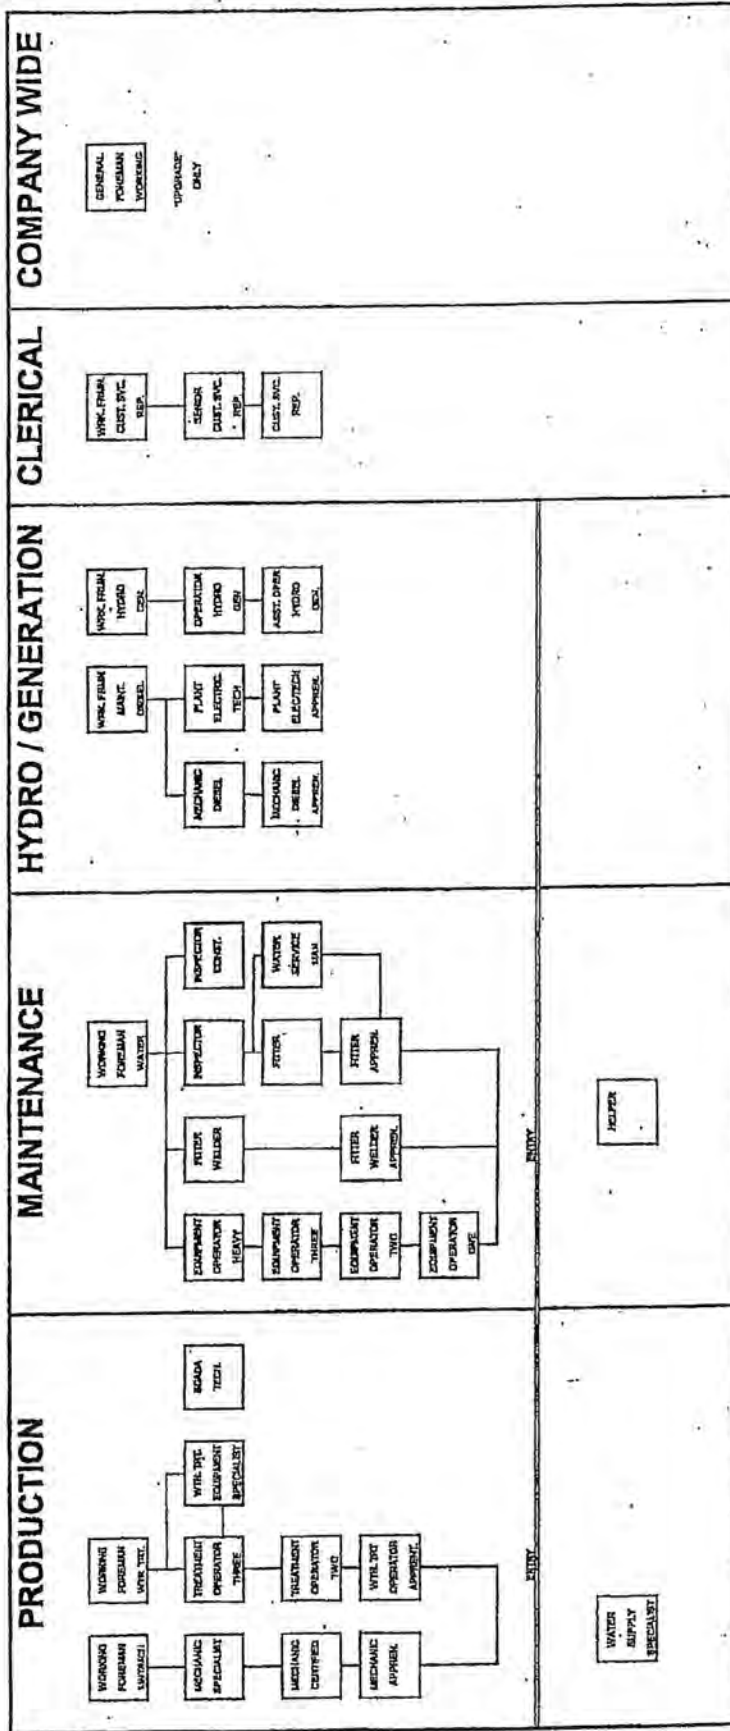 PRODUCTION
WORKING
FOREMAN
WORKING
FOREMAN
WTR. TRT.
MECHANIC
SPECIALIST
TREATMENT
OPERATOR
THREE
WTR. TRT.
EQUIPMENT
SPECIALIST
SCADA
TECH.
MECHANIC
CERTIFIED
TREATMENT
OPERATOR
TWO
MECHANIC
APPREN.
WTR. TRT
OPERATOR
APPRENT.
ENTRY
WATER
SUPPLY
SPECIALIST
MAINTENANCE
WORKING
FOREMAN
WATER
EQUIPMENT
OPERATOR
HEAVY
FITTER
WELDER
INSPECTOR
INSPECTOR
CONST.
EQUIPMENT
OPERATOR
THREE
FITTER
WATER
SERVICE
MAN
EQUIPMENT
OPERATOR
TWO
FITTER
WELDER
APPREN.
FITTER
APPREN.
EQUIPMENT
OPERATOR
ONE
ENTRY
HELPER
HYDRO / GENERATION
WRK. FRMN
MAINT.
DIESEL
WRK. FRMN.
HYDRO
GEN.
MECHANIC
DIESEL
PLANT
ELECTRIC.
TECH
OPERATOR
HYDRO
GEN
MECHANIC
DIESEL
APPREN.
PLANT
ELEC/TECH
APPREN.
ASST. OPER
HYDRO
GEN.
CLERICAL
WRK. FRMN.
CUST. SVC.
REP.
SENIOR
CUST. SVC.
REP.
CUST. SVC.
REP.
COMPANY WIDE
GENERAL
FOREMAN
WORKING
"UPGRADE"
ONLY